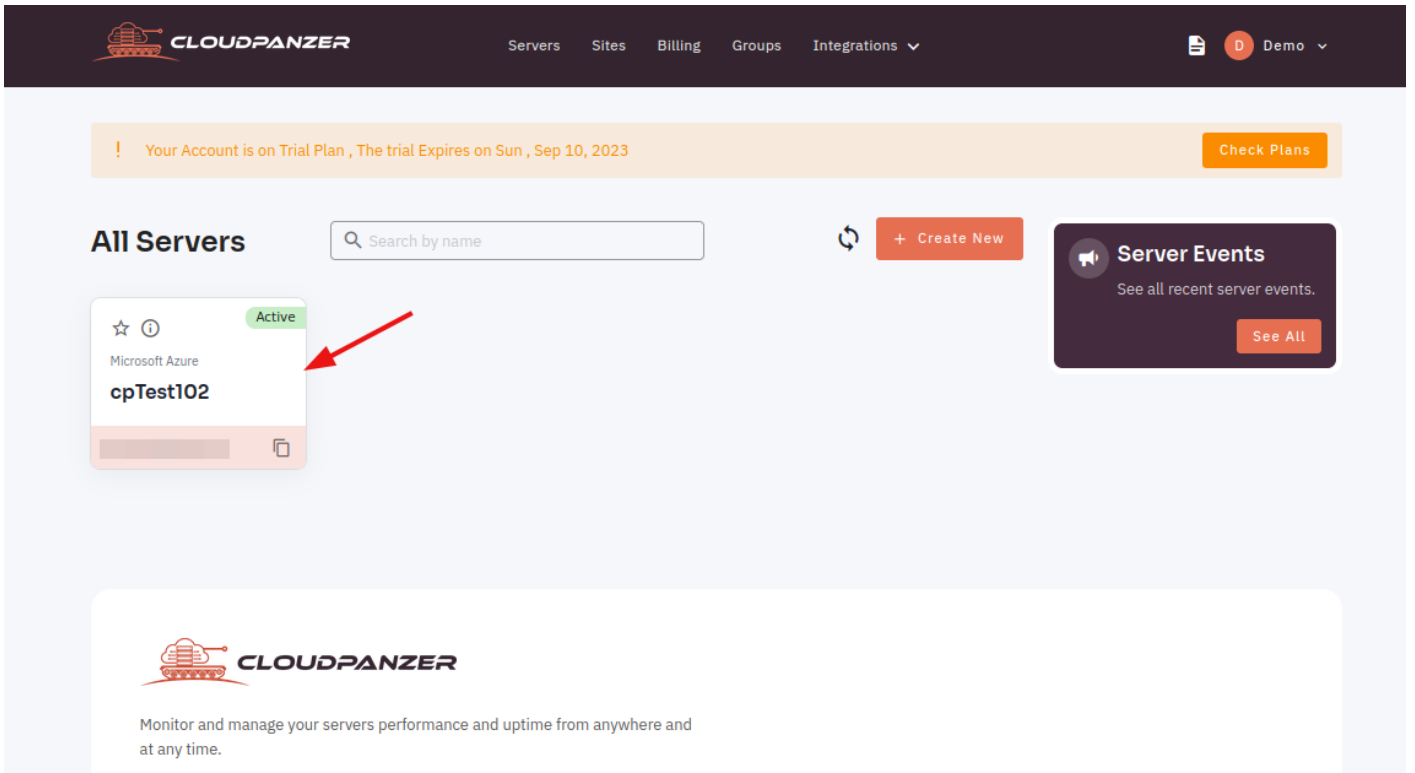 CLOUDPANZER
Servers Sites Billing Groups Integrations
D Demo
! Your Account is on Trial Plan , The trial Expires on Sun , Sep 10, 2023
Check Plans
All Servers
Search by name
+ Create New
Server Events
See all recent server events.
See All
Active
Microsoft Azure
cpTest102
CLOUDPANZER
Monitor and manage your servers performance and uptime from anywhere and
at any time.